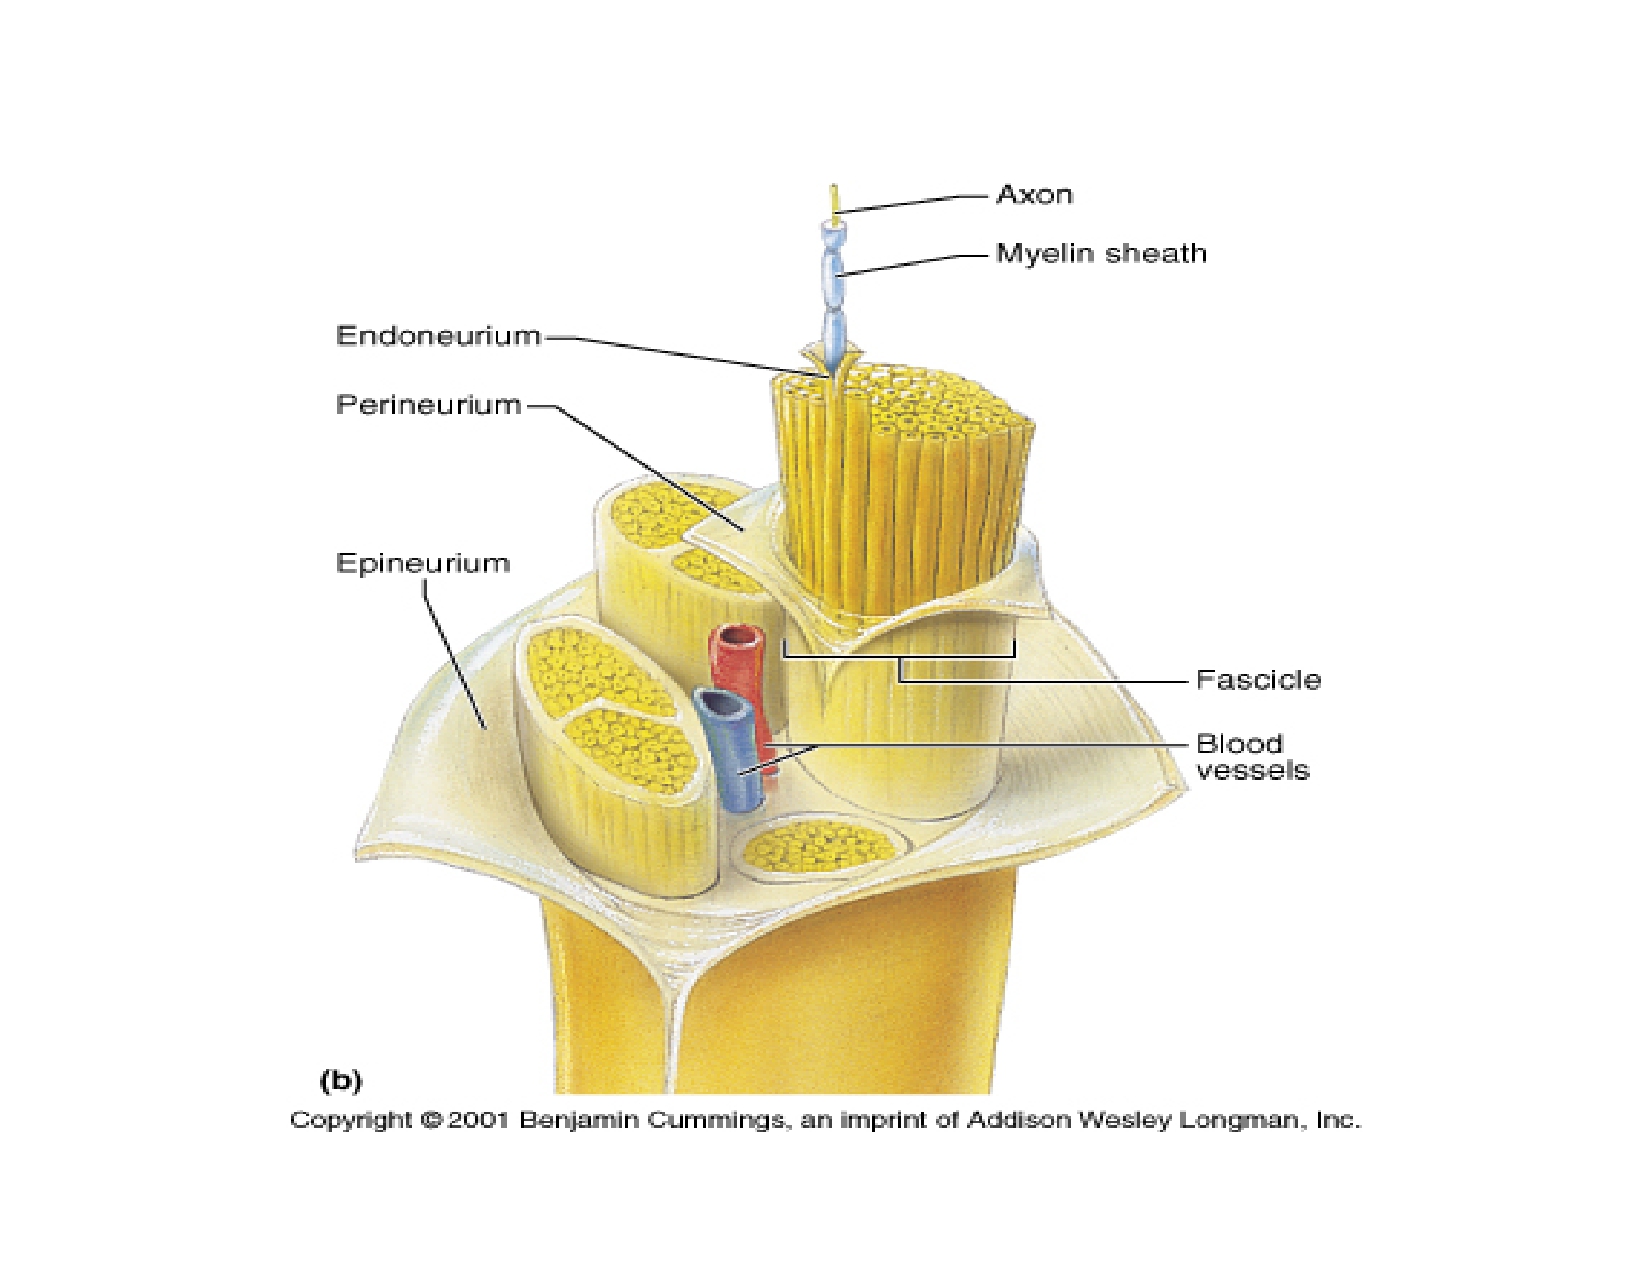 Axon
Myelin sheath
Endoneurium
Perineurium
Epineurium
Fascicle
Blood
vessels
(b)
Copyright © 2001 Benjamin Cummings, an imprint of Addison Wesley Longman, Inc.